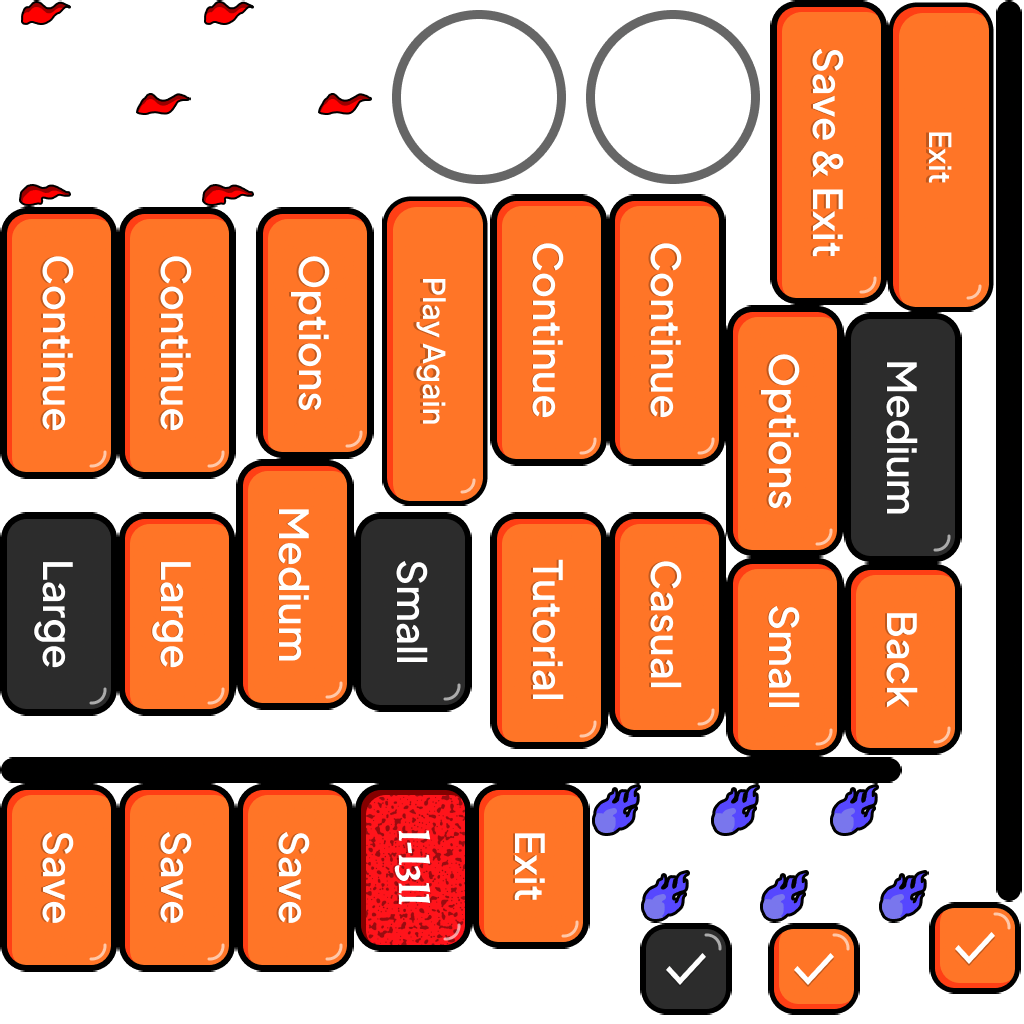 Save & Exit
Exit
Continue
Continue
Options
Play Again
Continue
Continue
Options
Medium
Large
Large
Medium
Small
Tutorial
Casual
Small
Back
Save
Save
Save
Exit